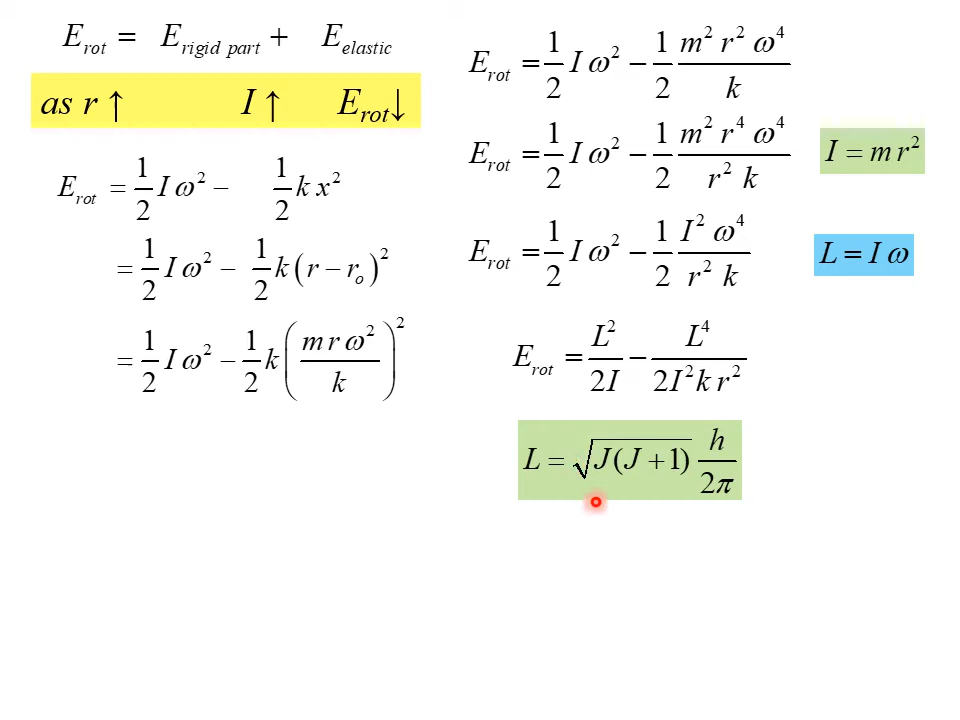 E_rot = E_rigid part + E_elastic
as r ↑ I ↑ E_rot ↓
E_rot = 1/2 I ω² − 1/2 k x²
= 1/2 I ω² − 1/2 k (r − r_o)²
= 1/2 I ω² − 1/2 k (m r ω² / k)²
E_rot = 1/2 I ω² − 1/2 m² r² ω⁴ / k
E_rot = 1/2 I ω² − 1/2 m² r⁴ ω⁴ / r² k
I = m r²
E_rot = 1/2 I ω² − 1/2 I² ω⁴ / r² k
L = I ω
E_rot = L² / 2I − L⁴ / 2I² k r²
L = √J(J + 1) h / 2π